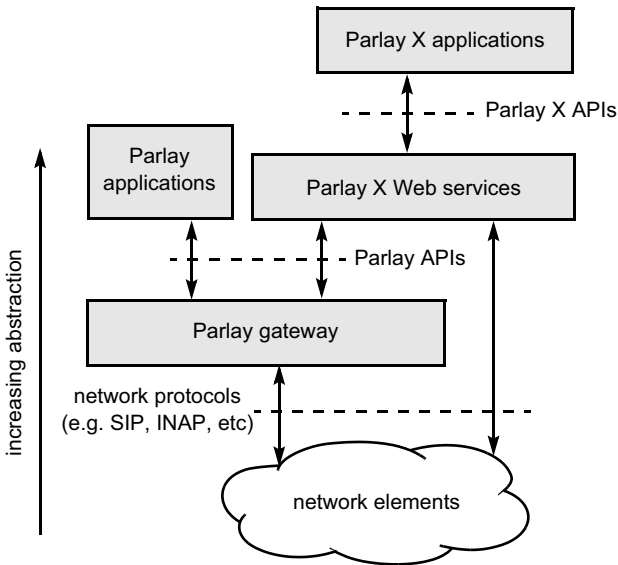 Parlay X applications
Parlay X APIs
Parlay
applications
Parlay X Web services
Parlay APIs
Parlay gateway
network protocols
(e.g. SIP, INAP, etc)
network elements
increasing abstraction